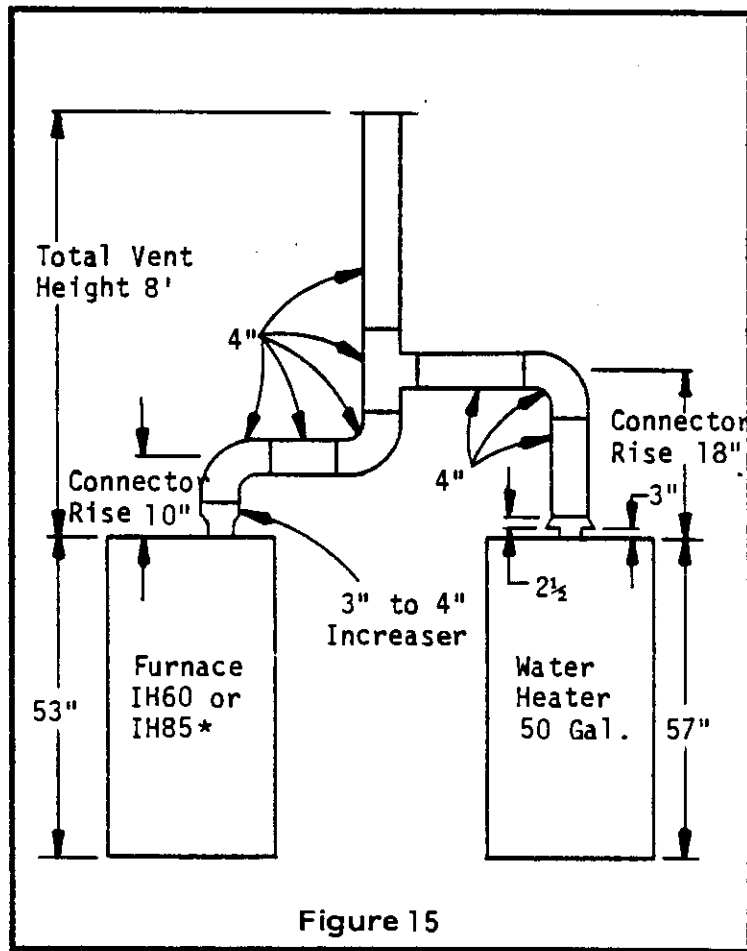 Total Vent
Height 8'
4"
Connector
Rise 10"
4"
Connector
Rise 18"
3"
2½
3" to 4"
Increaser
53"
Furnace
IH60 or
IH85*
Water
Heater
50 Gal.
57"
Figure 15